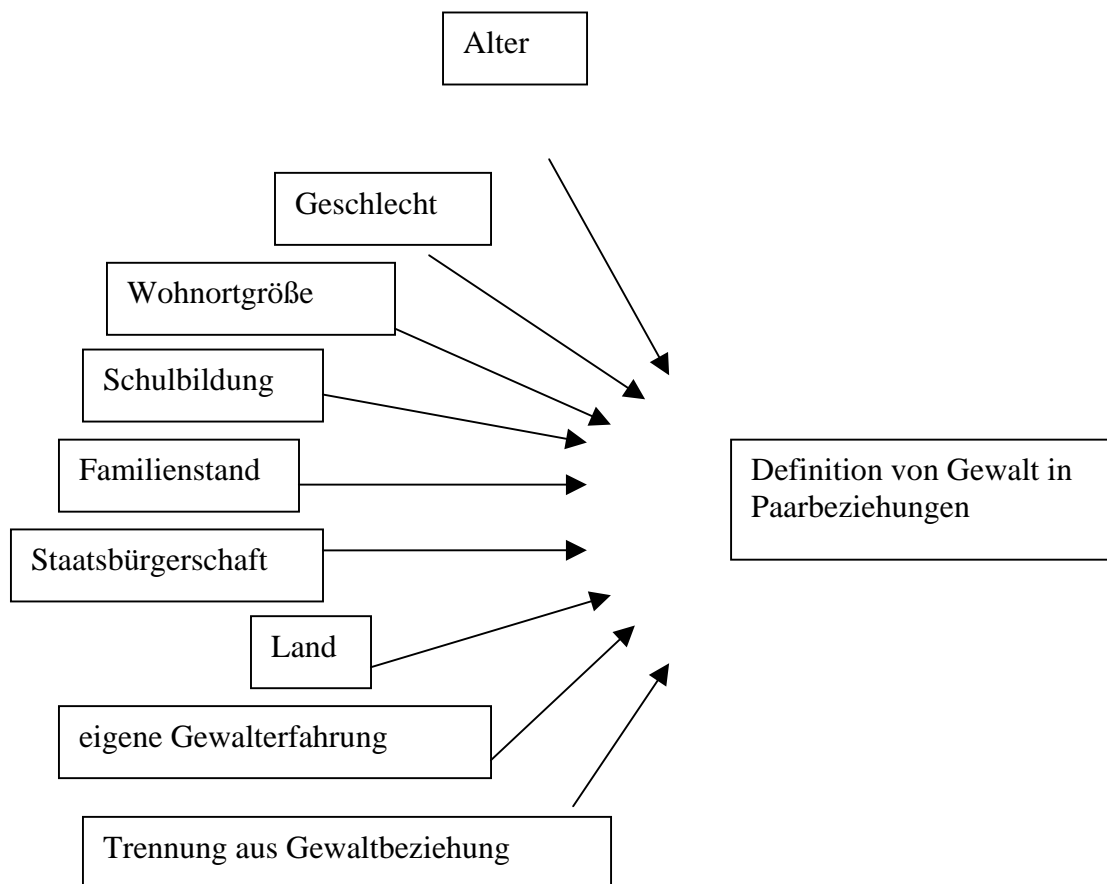 Alter
Geschlecht
Wohnortgröße
Schulbildung
Familienstand
Staatsbürgerschaft
Land
eigene Gewalterfahrung
Trennung aus Gewaltbeziehung
Definition von Gewalt in
Paarbeziehungen